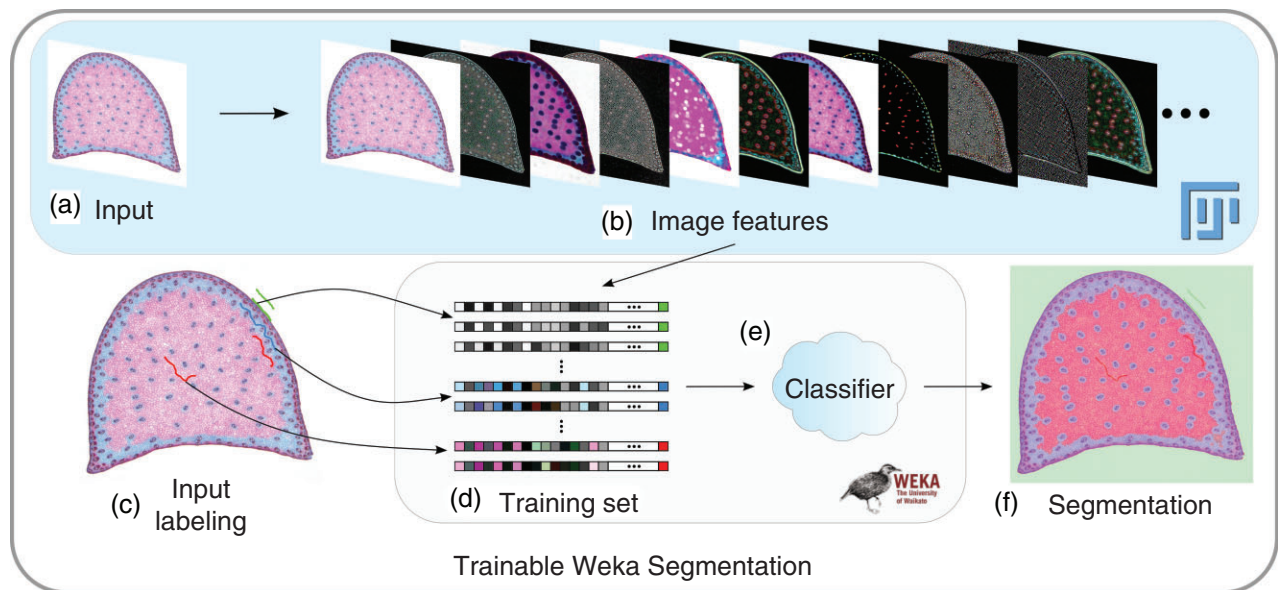 (a) Input
(b) Image features
(c) Input
labeling
(d) Training set
(e)
Classifier
WEKA
The University
of Waikato
(f) Segmentation
Trainable Weka Segmentation